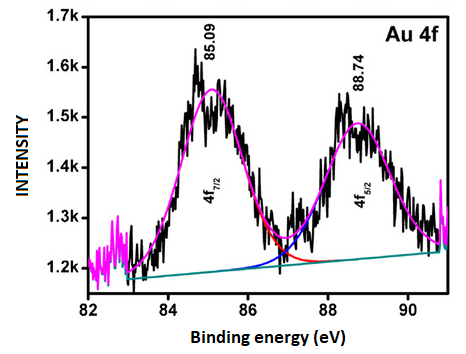 Au 4f
85.09
88.74
4f7/2
4f5/2
INTENSITY
1.7k
1.6k
1.5k
1.4k
1.3k
1.2k
82 84 86 88 90
Binding energy (eV)